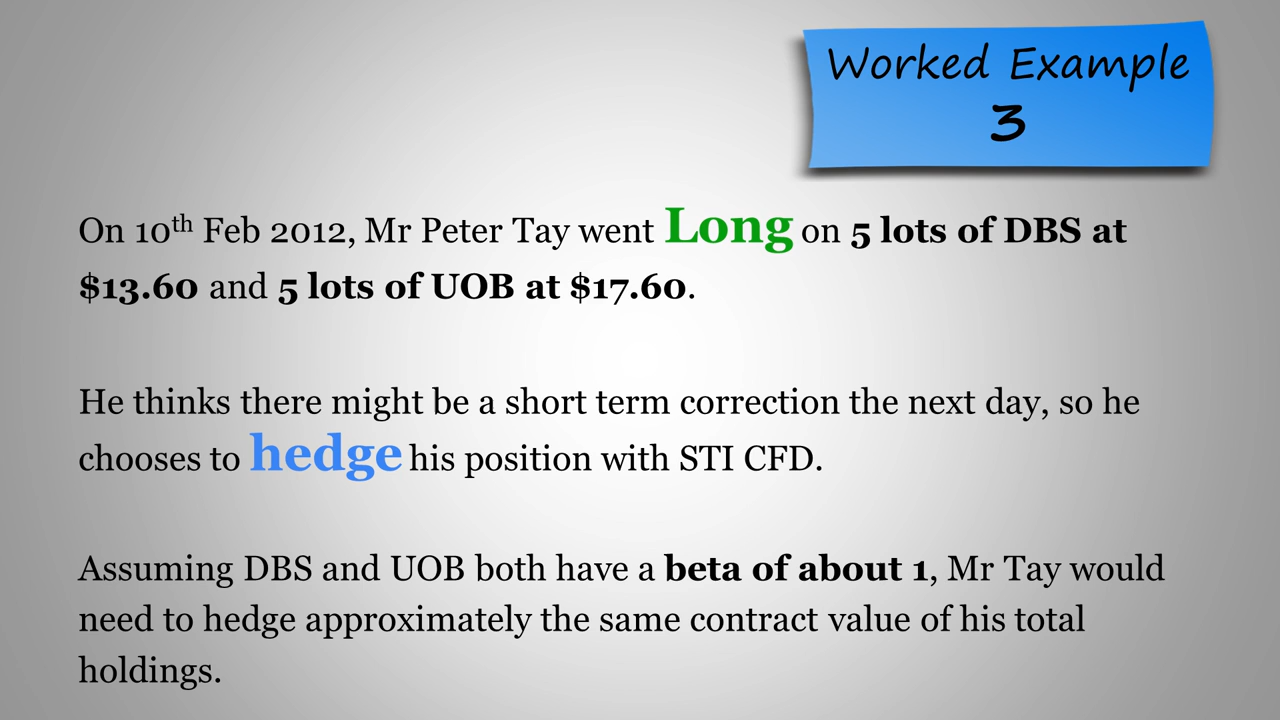 Worked Example
3
On 10th Feb 2012, Mr Peter Tay went Long on 5 lots of DBS at
$13.60 and 5 lots of UOB at $17.60.
He thinks there might be a short term correction the next day, so he
chooses to hedge his position with STI CFD.
Assuming DBS and UOB both have a beta of about 1, Mr Tay would
need to hedge approximately the same contract value of his total
holdings.